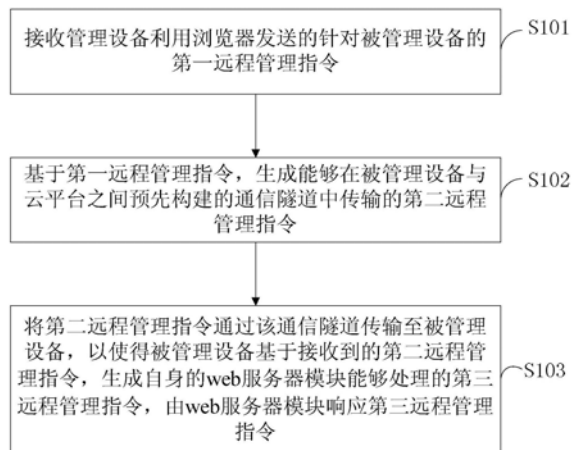 接收管理设备利用浏览器发送的针对被管理设备的
第一远程管理指令
S101
基于第一远程管理指令,生成能够在被管理设备与
云平台之间预先构建的通信隧道中传输的第二远程
管理指令
S102
将第二远程管理指令通过该通信隧道传输至被管理
设备,以使得被管理设备基于接收到的第二远程管
理指令,生成自身的web服务器模块能够处理的第三
远程管理指令,由web服务器模块响应第三远程管理
指令
S103